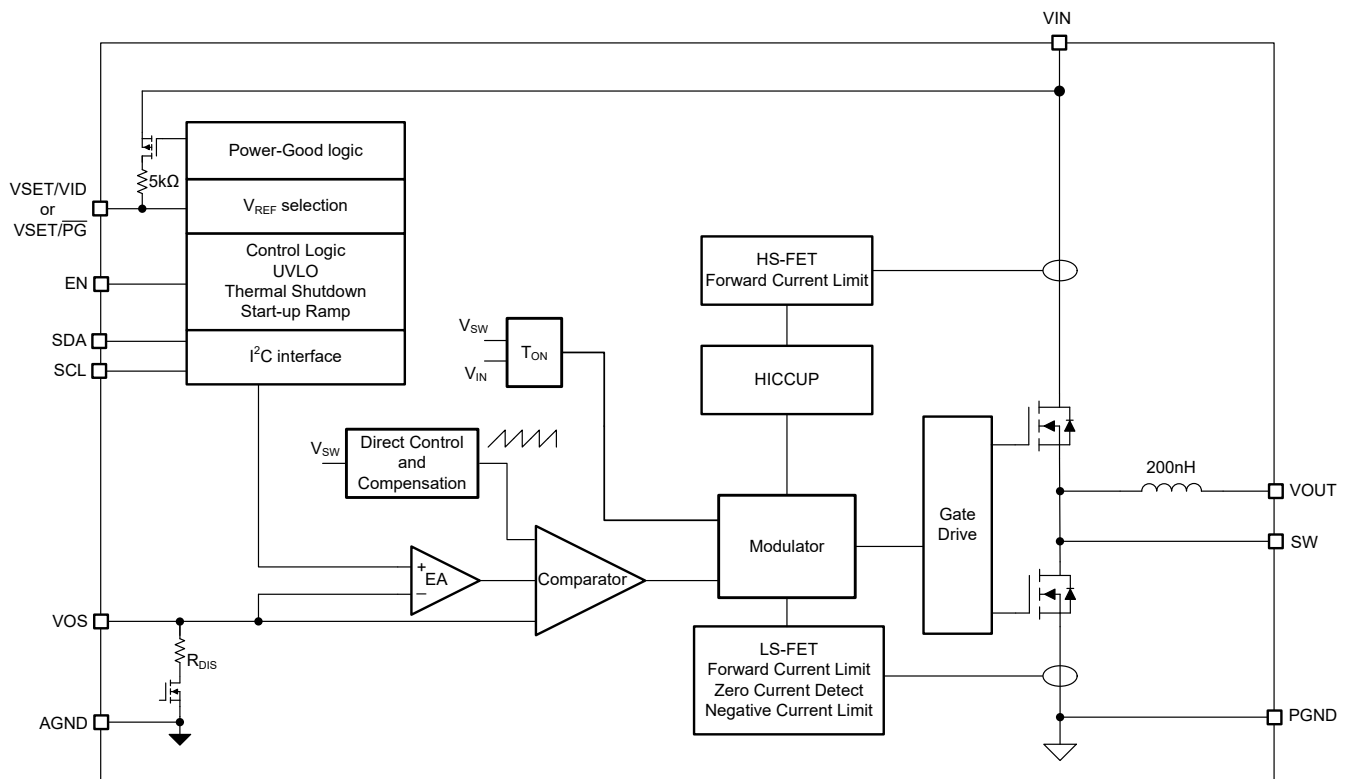 VIN
Power-Good logic
5kΩ
VSET/VID
or
VSET/P̅G̅
VREF selection
Control Logic
UVLO
Thermal Shutdown
Start-up Ramp
EN
SDA
SCL
I²C interface
HS-FET
Forward Current Limit
VSW
VIN
TON
HICCUP
VSW
Direct Control
and
Compensation
200nH
VOUT
SW
Gate
Drive
Modulator
+
EA
−
Comparator
VOS
RDIS
LS-FET
Forward Current Limit
Zero Current Detect
Negative Current Limit
AGND
PGND